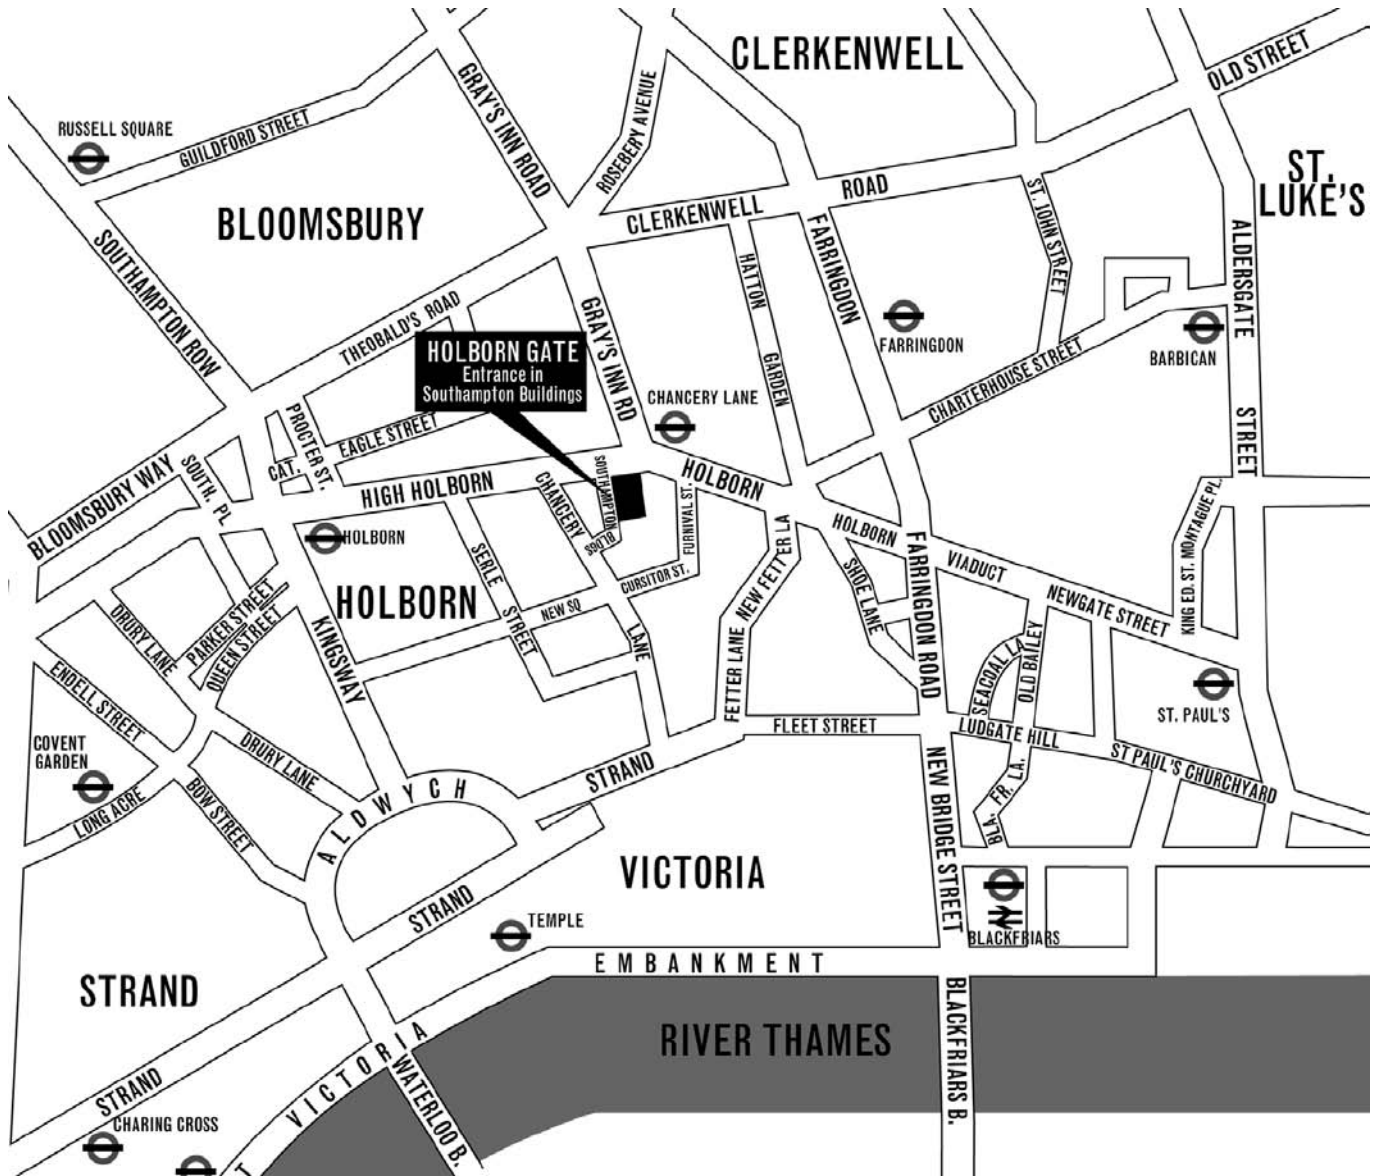 CLERKENWELL
OLD STREET
GRAY'S INN ROAD
ROSEBERY AVENUE
RUSSELL SQUARE
GUILDFORD STREET
ST.
LUKE'S
BLOOMSBURY
CLERKENWELL
ROAD
ST. JOHN STREET
SOUTHAMPTON ROW
FARRINGDON
HATTON
GARDEN
ALDERSGATE
STREET
THEOBALD'S ROAD
GRAY'S INN RD
FARRINGDON
BARBICAN
CHARTERHOUSE STREET
HOLBORN GATE
Entrance in
Southampton Buildings
CHANCERY LANE
PROCTER ST.
EAGLE STREET
CAT.
BLOOMSBURY WAY
SOUTH. PL
HIGH HOLBORN
CHANCERY
SOUTHAMPTON
BLDGS
HOLBORN
FURNIVAL ST.
HOLBORN
HOLBORN
SERLE
STREET
NEW SQ
CURSITOR ST.
LANE
NEW FETTER LA
FETTER LANE
SHOE LANE
HOLBORN
VIADUCT
FARRINGDON ROAD
NEWGATE STREET
KING ED. ST. MONTAGUE PL.
HOLBORN
DRURY LANE
PARKER STREET
QUEEN STREET
KINGSWAY
ENDELL STREET
SEACOAL LA
OLD BAILEY
ST. PAUL'S
COVENT
GARDEN
DRURY LANE
LONG ACRE
BOW STREET
ALDWYCH
STRAND
FLEET STREET
LUDGATE HILL
ST PAUL'S CHURCHYARD
BLA. FR. LA.
NEW BRIDGE STREET
VICTORIA
STRAND
TEMPLE
BLACKFRIARS
EMBANKMENT
STRAND
RIVER THAMES
BLACKFRIARS B.
VICTORIA
WATERLOO B.
STRAND
CHARING CROSS
T